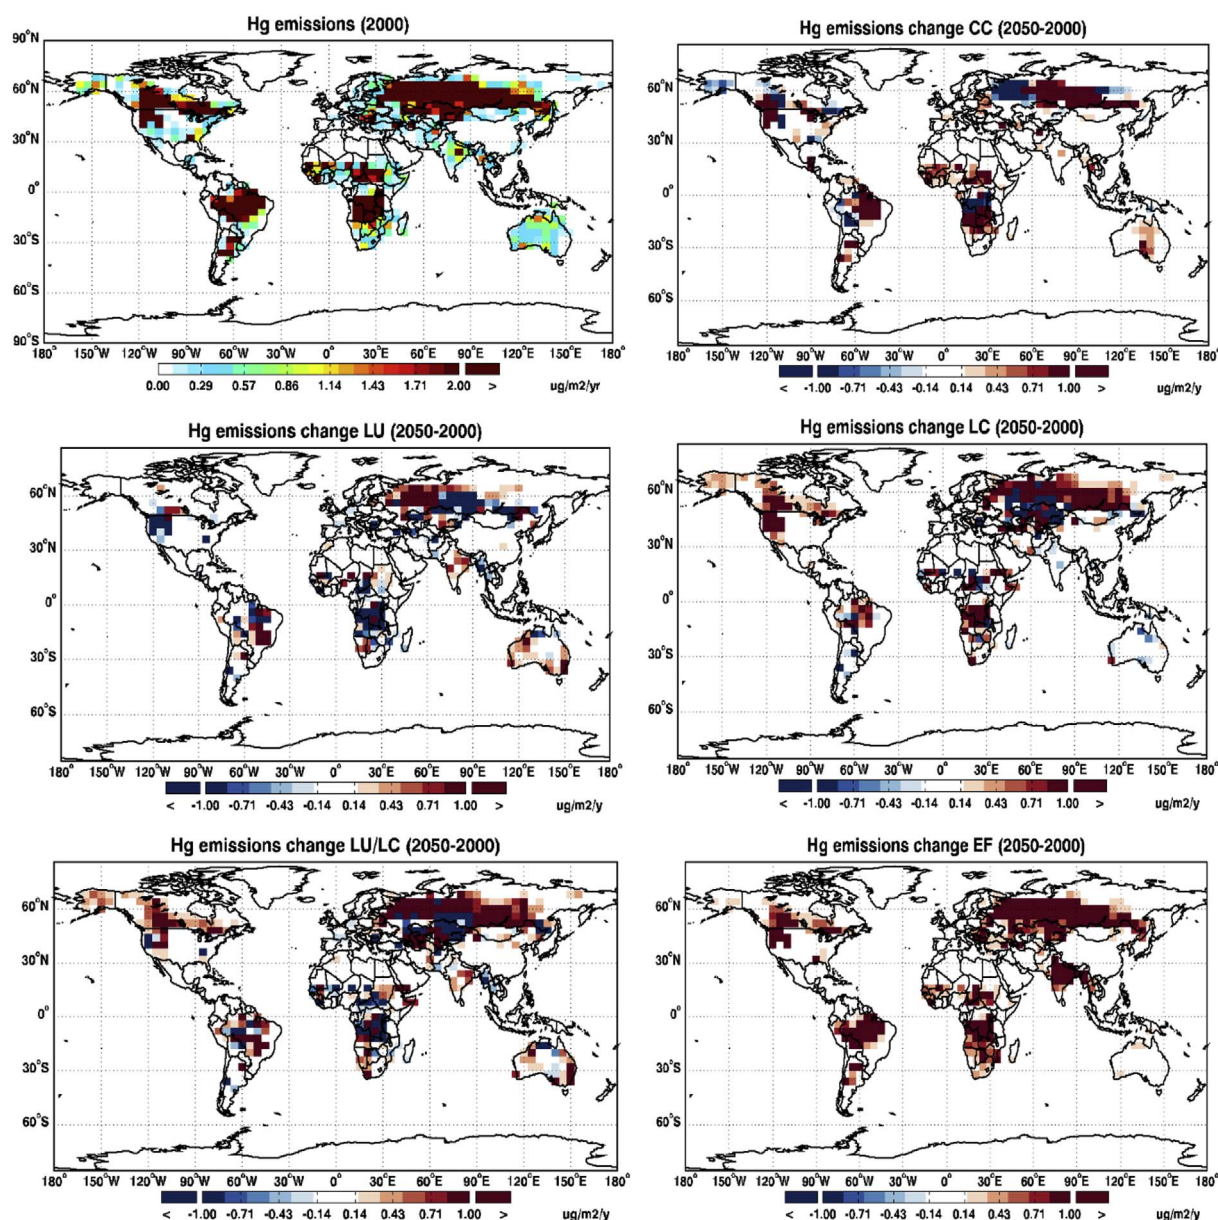 Hg emissions (2000)
90°N
60°N
30°N
0°
30°S
60°S
90°S
180° 150°W 120°W 90°W 60°W 30°W 0° 30°E 60°E 90°E 120°E 150°E 180°
0.00 0.29 0.57 0.86 1.14 1.43 1.71 2.00 > ug/m2/yr
Hg emissions change CC (2050-2000)
60°N
30°N
0°
30°S
60°S
180° 150°W 120°W 90°W 60°W 30°W 0° 30°E 60°E 90°E 120°E 150°E 180°
< -1.00 -0.71 -0.43 -0.14 0.14 0.43 0.71 1.00 > ug/m2/y
Hg emissions change LU (2050-2000)
60°N
30°N
0°
30°S
60°S
180° 150°W 120°W 90°W 60°W 30°W 0° 30°E 60°E 90°E 120°E 150°E 180°
< -1.00 -0.71 -0.43 -0.14 0.14 0.43 0.71 1.00 > ug/m2/y
Hg emissions change LC (2050-2000)
60°N
30°N
0°
30°S
60°S
180° 150°W 120°W 90°W 60°W 30°W 0° 30°E 60°E 90°E 120°E 150°E 180°
< -1.00 -0.71 -0.43 -0.14 0.14 0.43 0.71 1.00 > ug/m2/y
Hg emissions change LU/LC (2050-2000)
60°N
30°N
0°
30°S
60°S
180° 150°W 120°W 90°W 60°W 30°W 0° 30°E 60°E 90°E 120°E 150°E 180°
< -1.00 -0.71 -0.43 -0.14 0.14 0.43 0.71 1.00 > ug/m2/y
Hg emissions change EF (2050-2000)
60°N
30°N
0°
30°S
60°S
180° 150°W 120°W 90°W 60°W 30°W 0° 30°E 60°E 90°E 120°E 150°E 180°
< -1.00 -0.71 -0.43 -0.14 0.14 0.43 0.71 1.00 > ug/m2/y